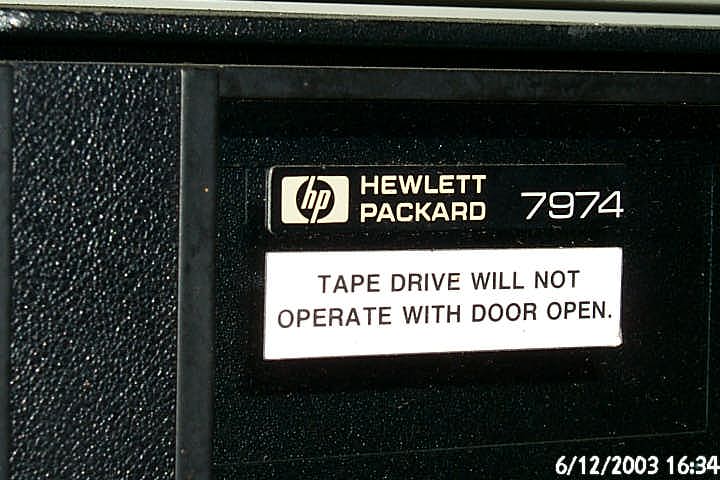 hp HEWLETT PACKARD 7974
TAPE DRIVE WILL NOT
OPERATE WITH DOOR OPEN.
6/12/2003 16:34